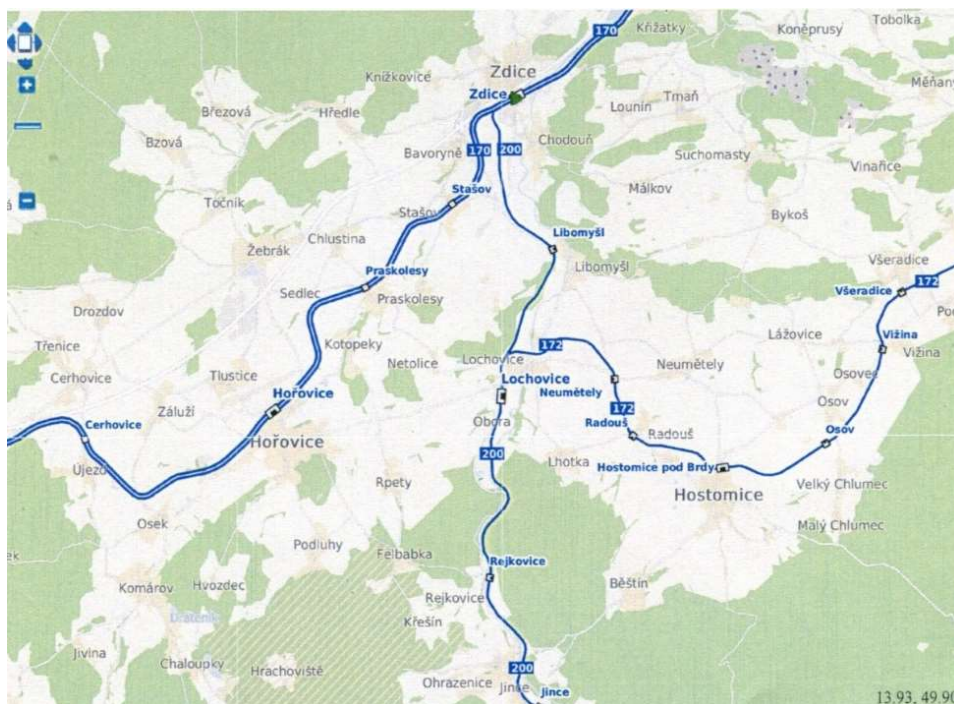 Křižatky
Koněprusy
Tobolka
170
Zdice
Knížkovice
Měňany
Zdice
Tmaň
Březová
Hředle
Lounín
Bzová
170
200
Chodouň
Bavoryně
Suchomasty
Vinařice
Stašov
Málkov
Točník
Stašov
Bykoš
Libomyšl
Chlustina
Žebrák
Všeradice
Praskolesy
Libomyšl
172
Sedlec
Praskolesy
Všeradice
Drozdov
Lážovice
Vižina
Třenice
Kotopeky
172
Vižina
Lochovice
Netolice
Neumětely
Cerhovice
Tlustice
Lochovice
Osovec
Hořovice
Neumětely
Záluží
Osov
172
Cerhovice
Obora
Radouš
Osov
Hořovice
Radouš
200
Lhotka
Hostomice pod Brdy
Újezd
Rpety
Velký Chlumec
Hostomice
Osek
Malý Chlumec
Podluhy
Felbabka
Rejkovice
Hvozdec
Běštín
Komárov
Rejkovice
Dráteník
Křešín
Jivina
Chaloupky
Hrachoviště
200
Ohrazenice
Jince
Jince
13.93, 49.90